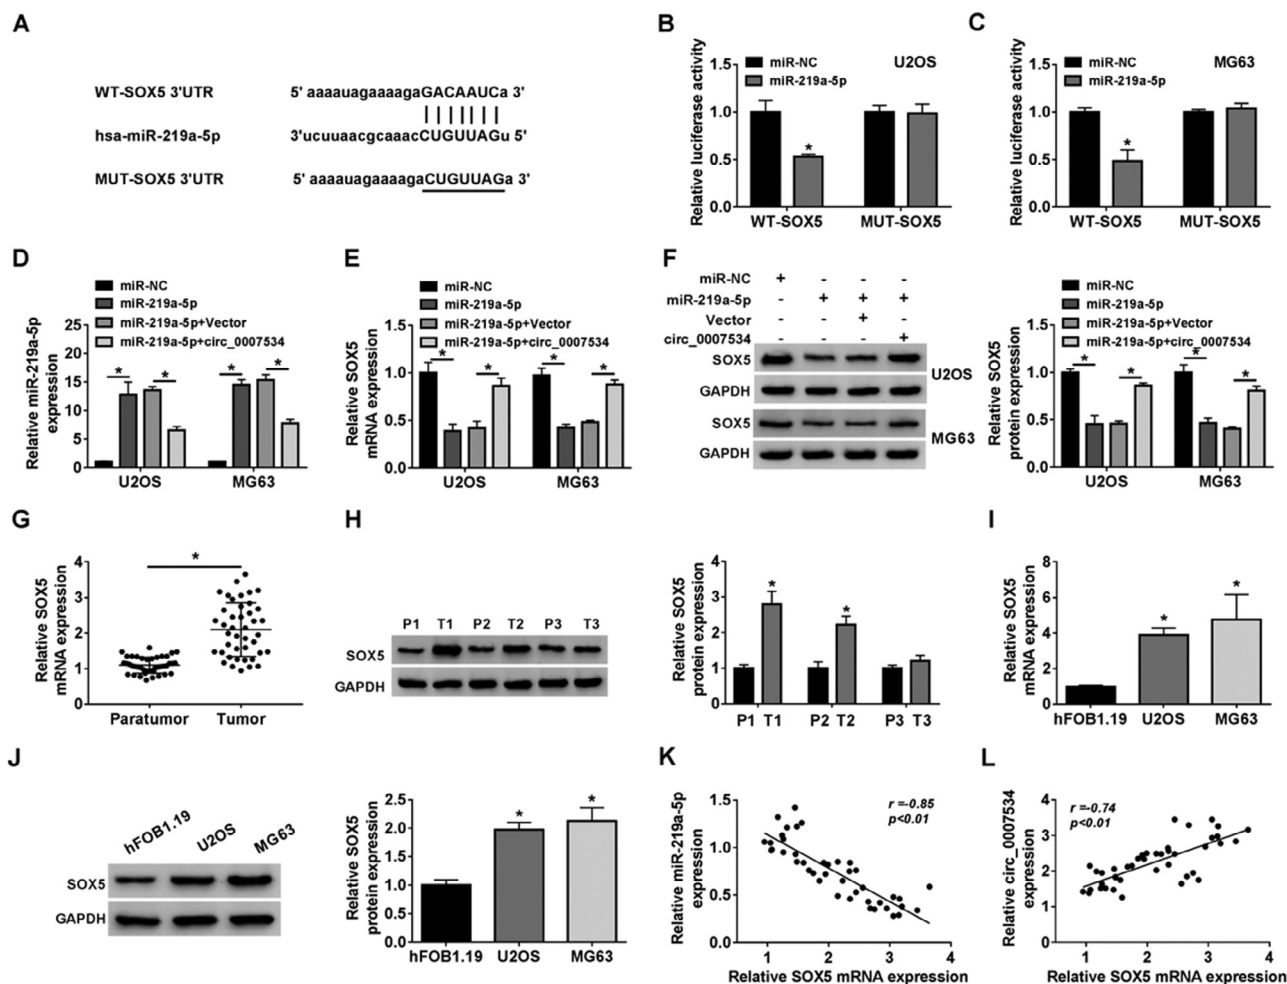 A
WT-SOX5 3'UTR 5' aaaauagaaaagaGACAAUCa 3'
hsa-miR-219a-5p 3'ucuuaacgcaaacCUGUUAGu 5'
MUT-SOX5 3'UTR 5' aaaauagaaaagaCUGUUAGa 3'
B
Relative luciferase activity
1.5
1.0
0.5
0.0
miR-NC
miR-219a-5p
U2OS
*
WT-SOX5 MUT-SOX5
C
Relative luciferase activity
1.5
1.0
0.5
0.0
miR-NC
miR-219a-5p
MG63
*
WT-SOX5 MUT-SOX5
D
miR-NC
miR-219a-5p
miR-219a-5p+Vector
miR-219a-5p+circ_0007534
Relative miR-219a-5p
expression
25
20
15
10
5
0
* * * *
U2OS MG63
E
miR-NC
miR-219a-5p
miR-219a-5p+Vector
miR-219a-5p+circ_0007534
Relative SOX5
mRNA expression
1.5
1.0
0.5
0.0
* * * *
U2OS MG63
F
miR-NC + - - -
miR-219a-5p - + + +
Vector - - + -
circ_0007534 - - - +
SOX5
GAPDH
U2OS
SOX5
GAPDH
MG63
miR-NC
miR-219a-5p
miR-219a-5p+Vector
miR-219a-5p+circ_0007534
Relative SOX5
protein expression
1.5
1.0
0.5
0.0
* * * *
U2OS MG63
G
Relative SOX5
mRNA expression
4
3
2
1
0
*
Paratumor Tumor
H
P1 T1 P2 T2 P3 T3
SOX5
GAPDH
Relative SOX5
protein expression
4
3
2
1
0
* *
P1 T1 P2 T2 P3 T3
I
Relative SOX5
mRNA expression
8
6
4
2
0
* *
hFOB1.19 U2OS MG63
J
hFOB1.19 U2OS MG63
SOX5
GAPDH
Relative SOX5
protein expression
2.5
2.0
1.5
1.0
0.5
0.0
* *
hFOB1.19 U2OS MG63
K
Relative miR-219a-5p
expression
1.5
1.0
0.5
0.0
r =-0.85
p<0.01
1 2 3 4
Relative SOX5 mRNA expression
L
Relative circ_0007534
expression
4
3
2
1
0
r =-0.74
p<0.01
1 2 3 4
Relative SOX5 mRNA expression